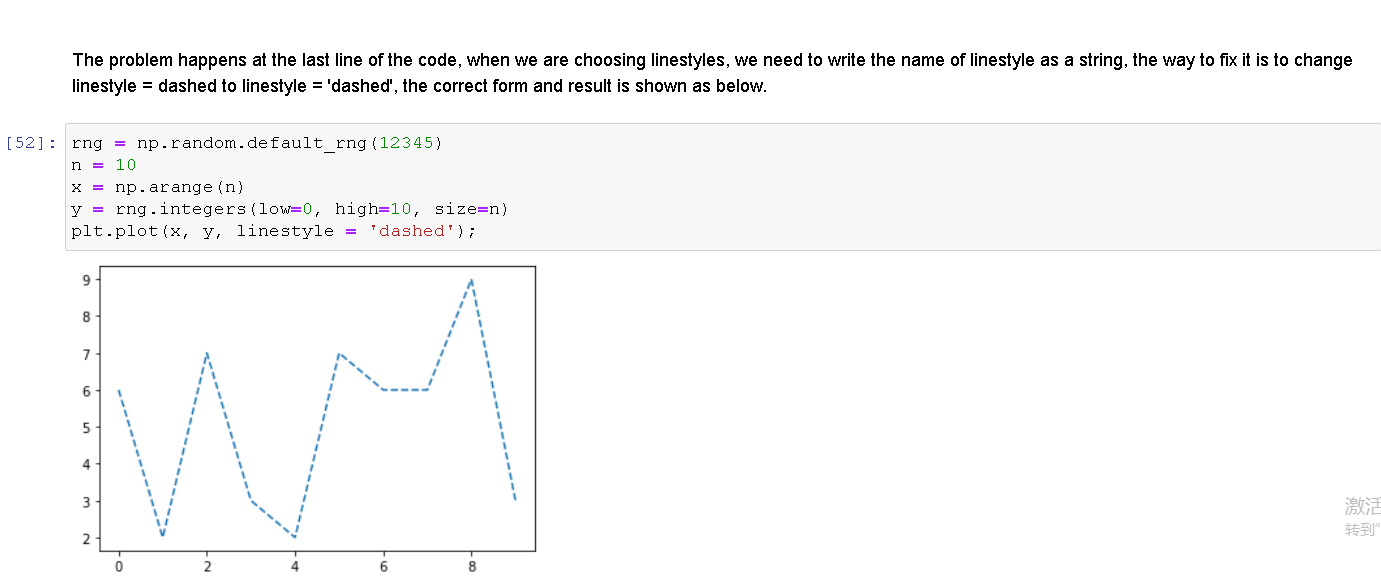 The problem happens at the last line of the code, when we are choosing linestyles, we need to write the name of linestyle as a string, the way to fix it is to change
linestyle = dashed to linestyle = 'dashed', the correct form and result is shown as below.
[52]: rng = np.random.default_rng(12345)
n = 10
x = np.arange(n)
y = rng.integers(low=0, high=10, size=n)
plt.plot(x, y, linestyle = 'dashed');
9
8
7
6
5
4
3
2
0 2 4 6 8
激活
转到"